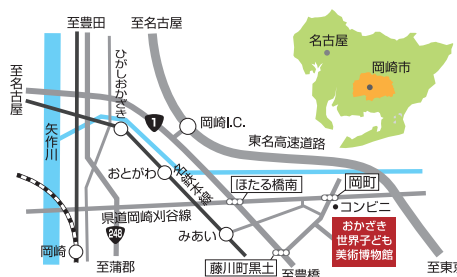 至豊田
至名古屋
名古屋
岡崎市
至名古屋
ひがしおかざき
1
岡崎I.C.
東名高速道路
矢作川
おとがわ
名鉄本線
ほたる橋南
岡町
コンビニ
県道岡崎刈谷線
248
みあい
おかざき
世界子ども
美術博物館
岡崎
至蒲郡
藤川町黒土
至豊橋
至東京